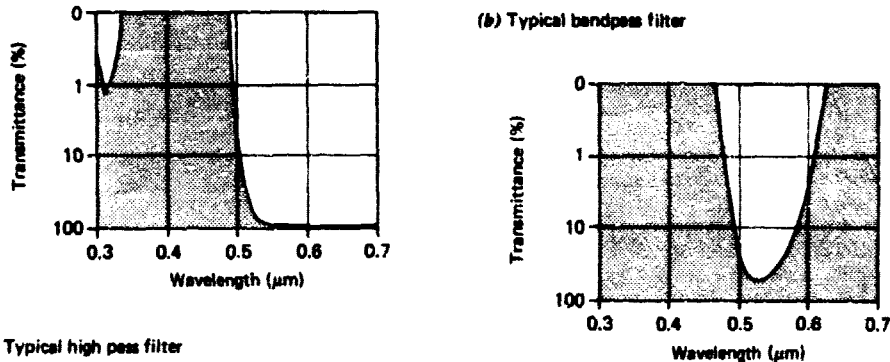 0
1
10
100
Transmittance (%)
0.3 0.4 0.5 0.6 0.7
Wavelength (μm)
Typical high pass filter
(b) Typical bandpass filter
0
1
10
100
Transmittance (%)
0.3 0.4 0.5 0.6 0.7
Wavelength (μm)